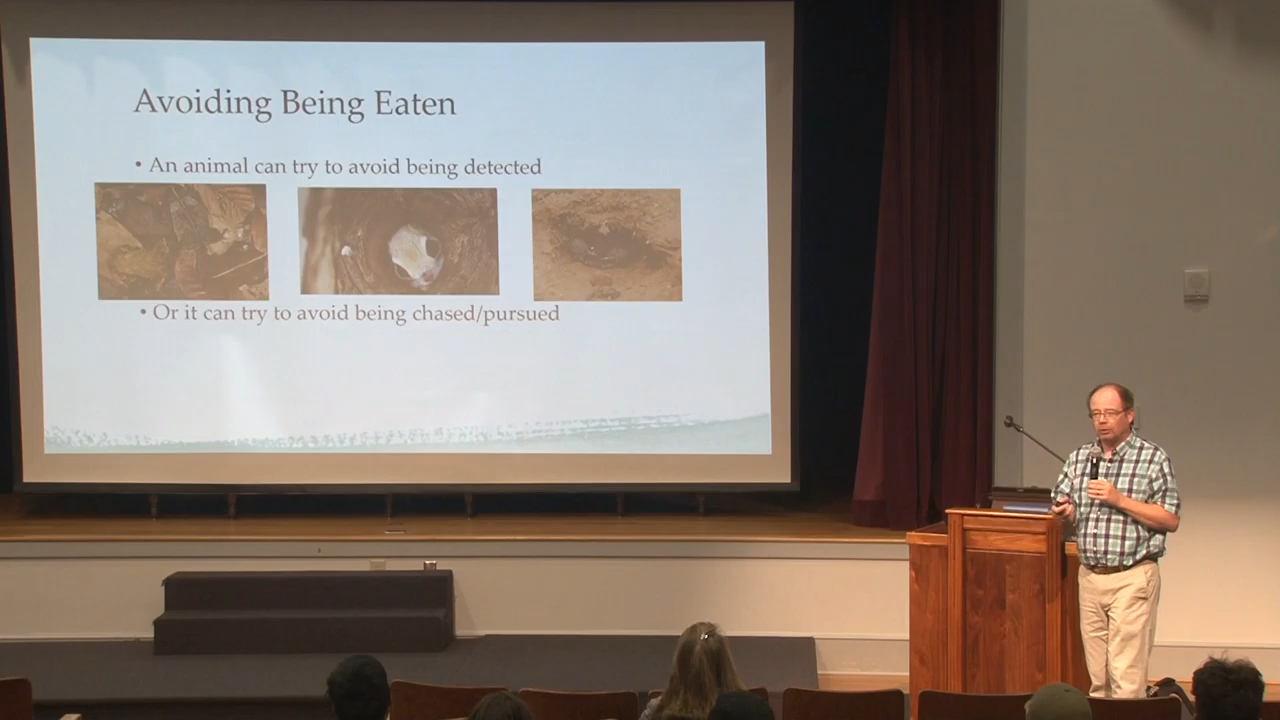 Avoiding Being Eaten
• An animal can try to avoid being detected
• Or it can try to avoid being chased/pursued